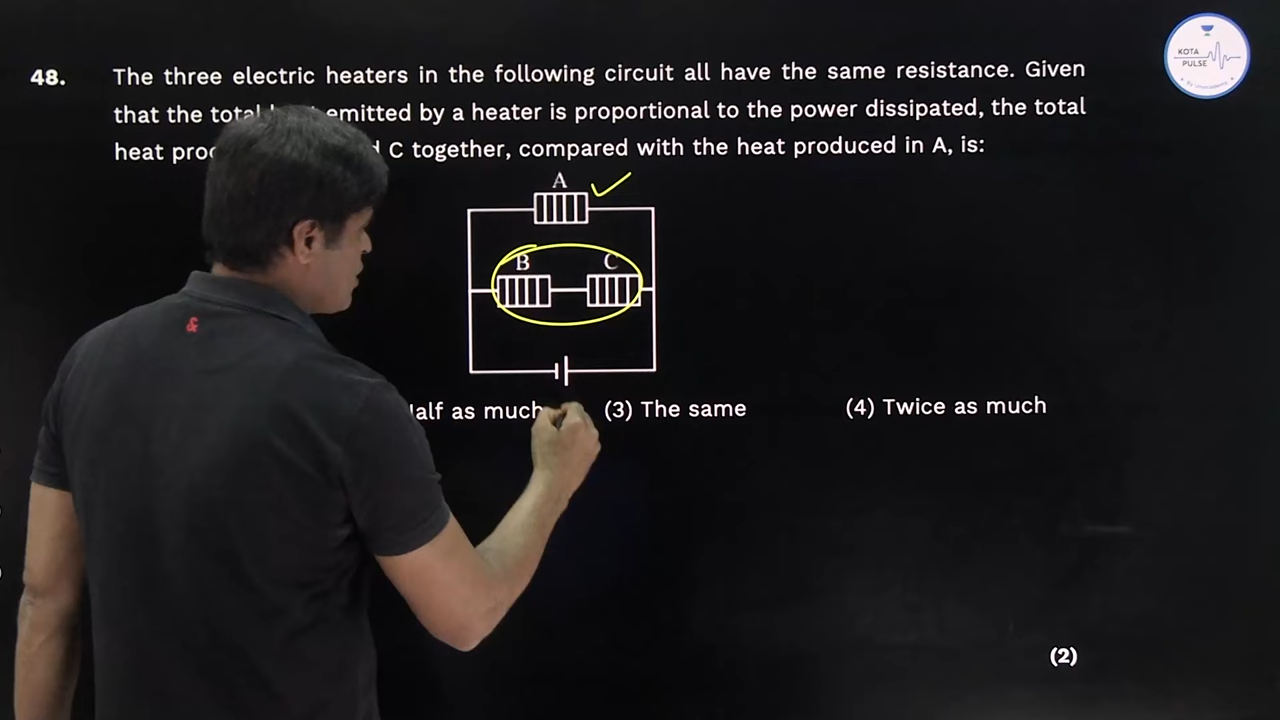 KOTA
PULSE
48. The three electric heaters in the following circuit all have the same resistance. Given
that the total emitted by a heater is proportional to the power dissipated, the total
heat C together, compared with the heat produced in A, is:
A
B C
as much (3) The same (4) Twice as much
(2)